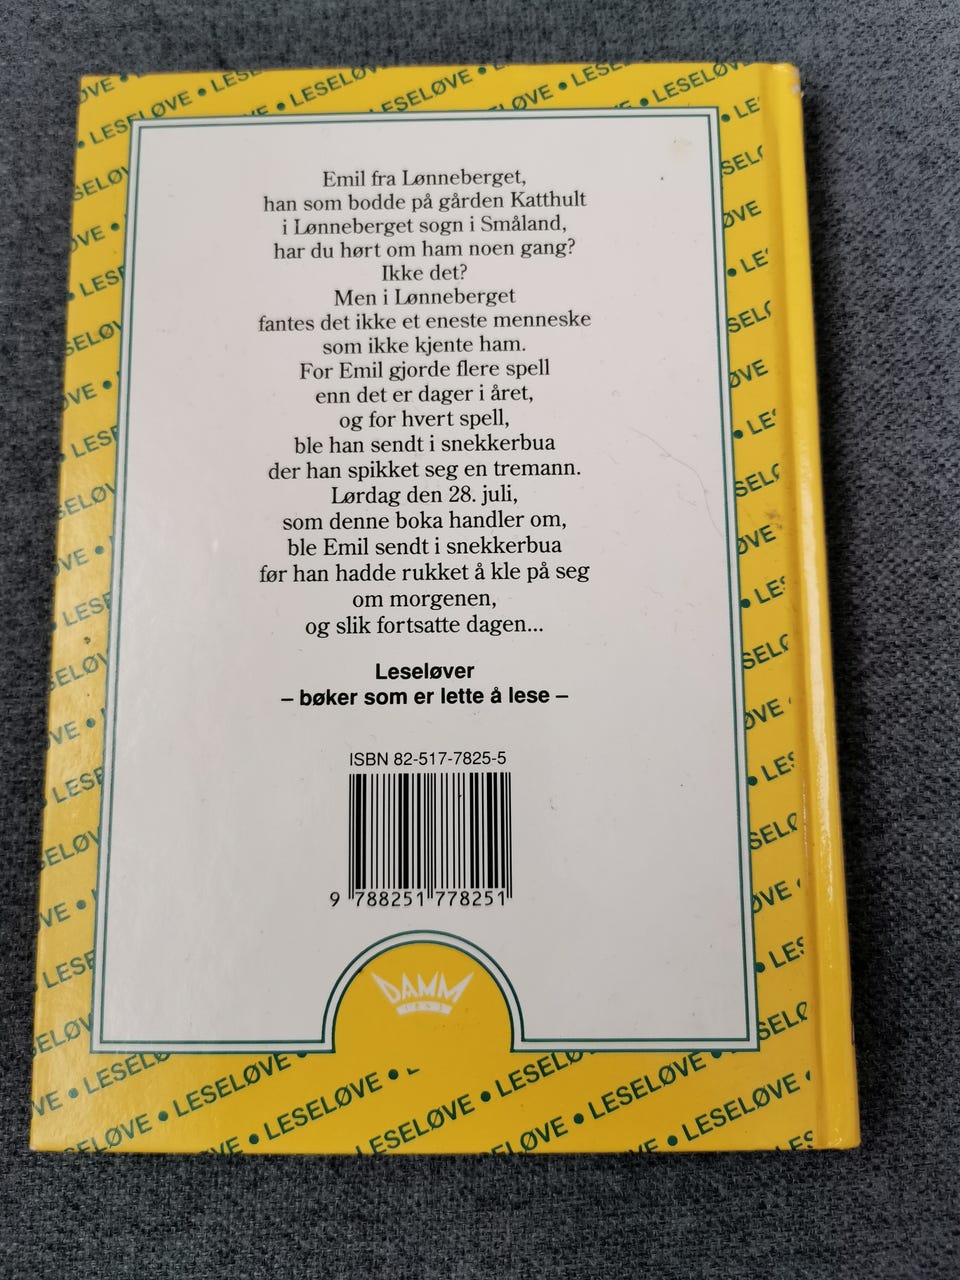 Emil fra Lønneberget,
han som bodde på gården Katthult
i Lønneberget sogn i Småland,
har du hørt om ham noen gang?
Ikke det?
Men i Lønneberget
fantes det ikke et eneste menneske
som ikke kjente ham.
For Emil gjorde flere spell
enn det er dager i året,
og for hvert spell,
ble han sendt i snekkerbua
der han spikket seg en tremann.
Lørdag den 28. juli,
som denne boka handler om,
ble Emil sendt i snekkerbua
før han hadde rukket å kle på seg
om morgenen,
og slik fortsatte dagen...
Leseløver
– bøker som er lette å lese –
ISBN 82-517-7825-5
9 788251 778251
DAMM
1843
VE • LESELØVE • LESELØVE • LESELØVE • L
LESELØVE • LESELØVE • LESELØVE